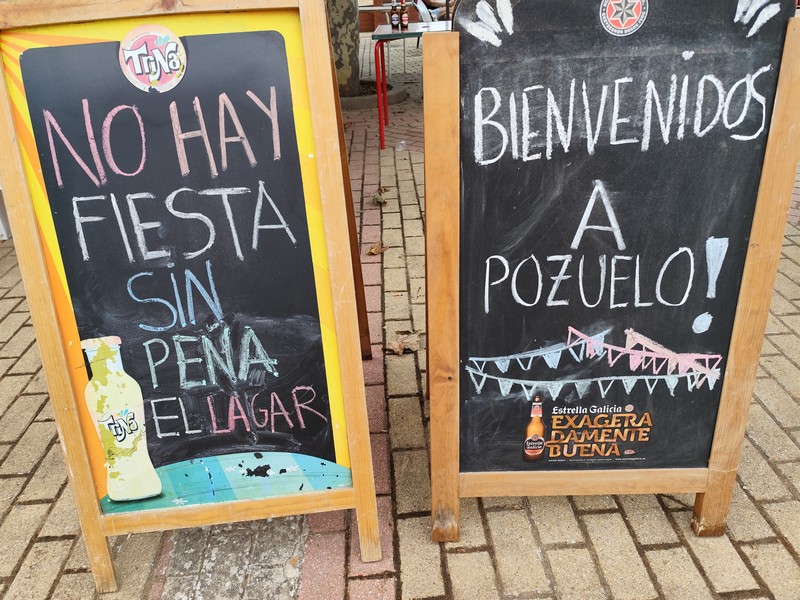 TriNa
NO HAY
FIESTA
SIN
PEÑA
EL LAGAR
TriNa
BIENVENIDOS
A
POZUELO!
Estrella Galicia
EXAGERA
DAMENTE
BUENA